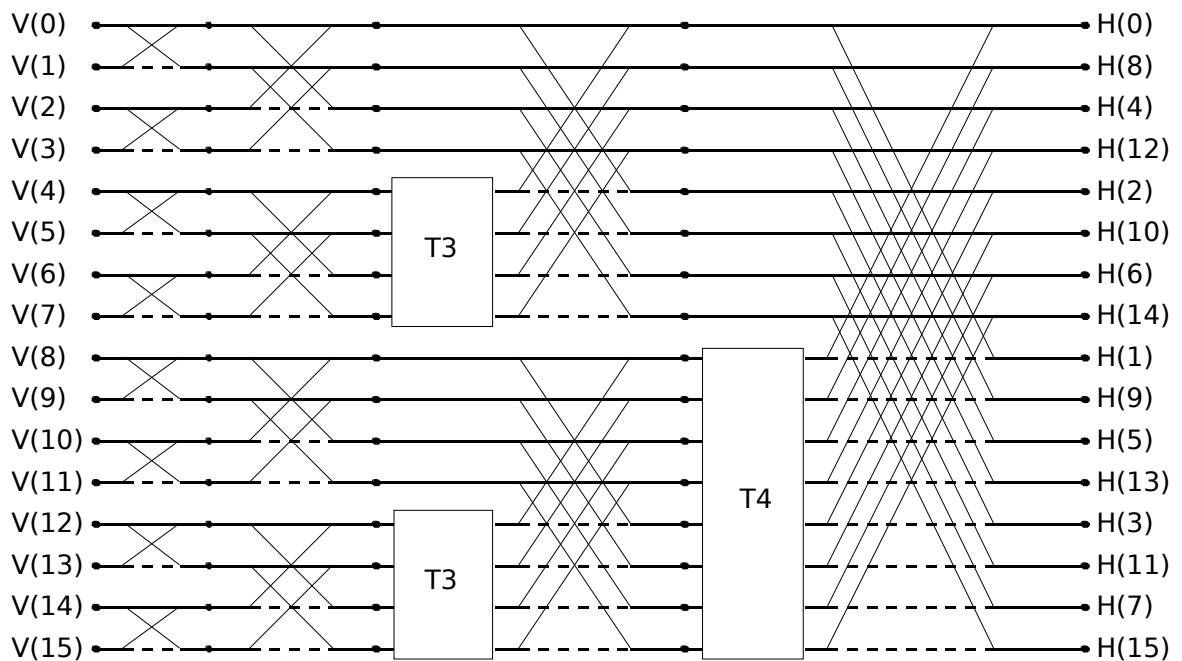 V(0) H(0)
V(1) H(8)
V(2) H(4)
V(3) H(12)
V(4) H(2)
V(5) T3 H(10)
V(6) H(6)
V(7) H(14)
V(8) H(1)
V(9) H(9)
V(10) H(5)
V(11) T4 H(13)
V(12) H(3)
V(13) T3 H(11)
V(14) H(7)
V(15) H(15)